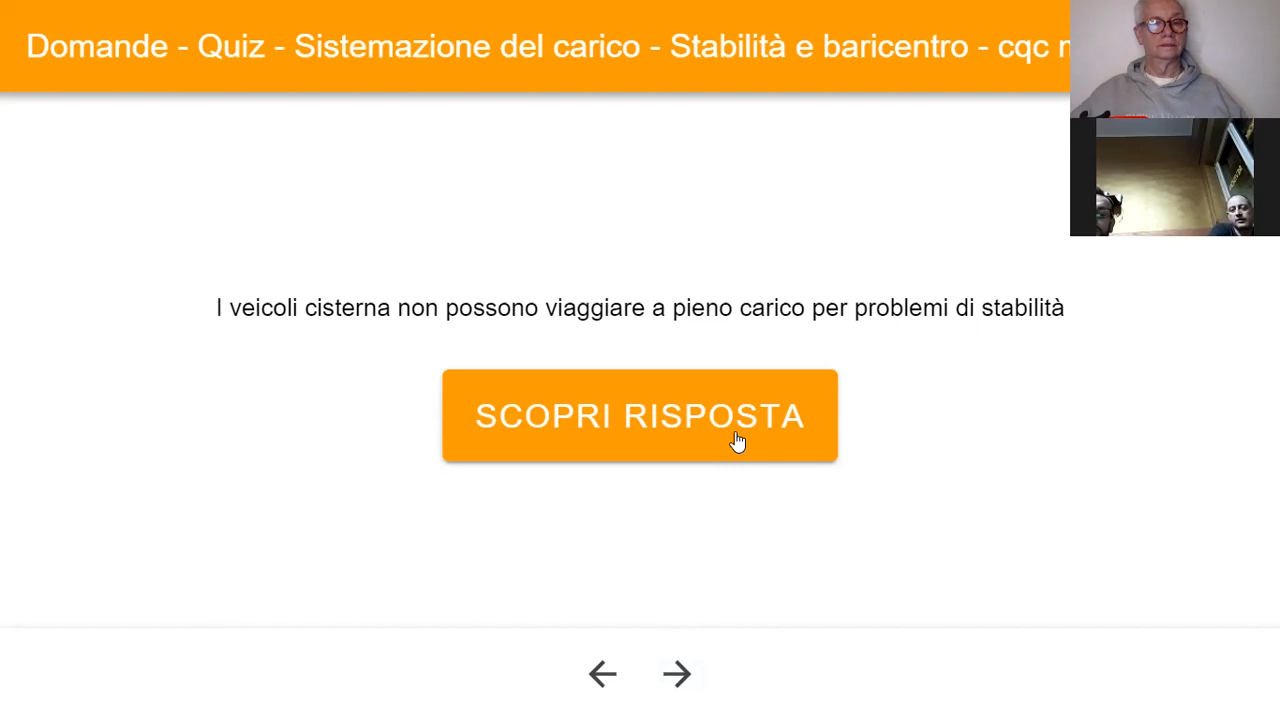 Domande - Quiz - Sistemazione del carico - Stabilità e baricentro - cqc
I veicoli cisterna non possono viaggiare a pieno carico per problemi di stabilità
SCOPRI RISPOSTA